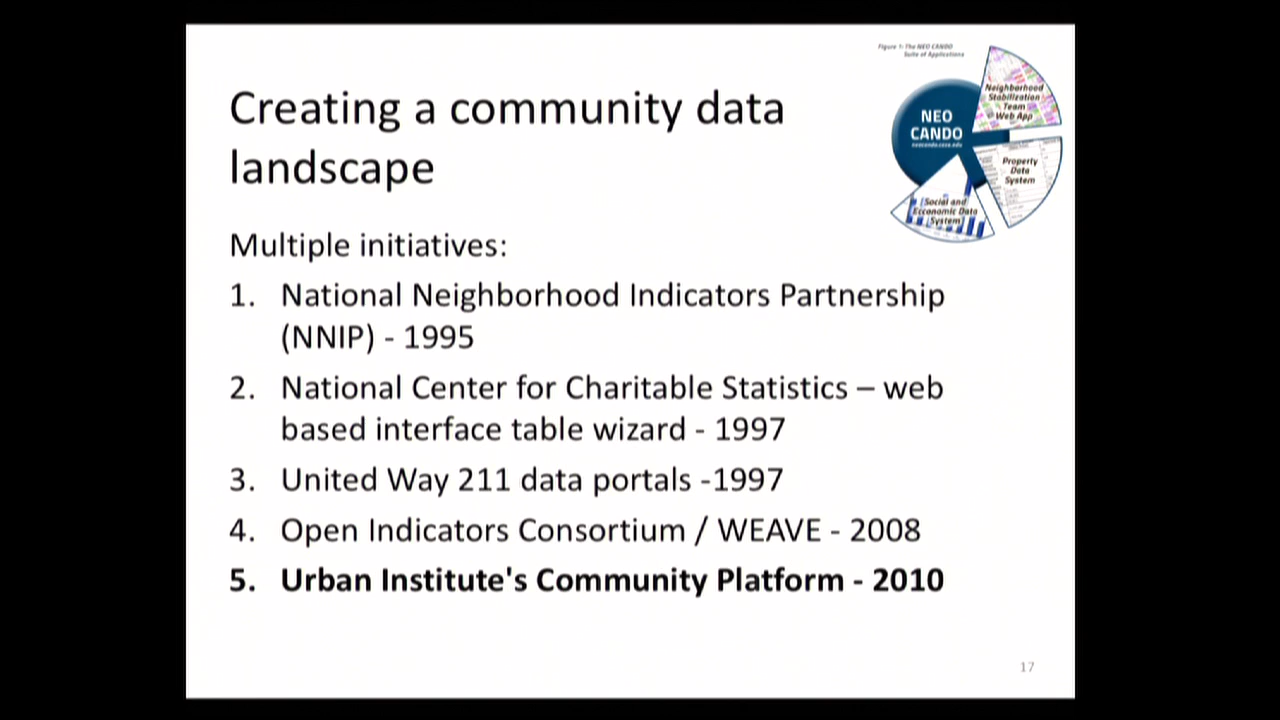 Figure 1: The NEO CANDO
Suite of Applications
Creating a community data
landscape
NEO
CANDO
neocando.case.edu
Neighborhood
Stabilization
Team
Web App
Property
Data
System
[Social and
Economic Data
System]
Multiple initiatives:
1. National Neighborhood Indicators Partnership
(NNIP) - 1995
2. National Center for Charitable Statistics – web
based interface table wizard - 1997
3. United Way 211 data portals -1997
4. Open Indicators Consortium / WEAVE - 2008
5. Urban Institute's Community Platform - 2010
17